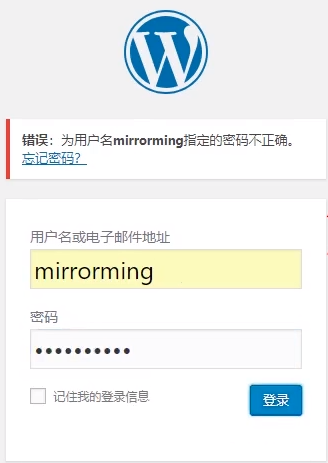 错误：为用户名mirrorming指定的密码不正确。
忘记密码？
用户名或电子邮件地址
mirrorming
密码
••••••••••
记住我的登录信息
登录